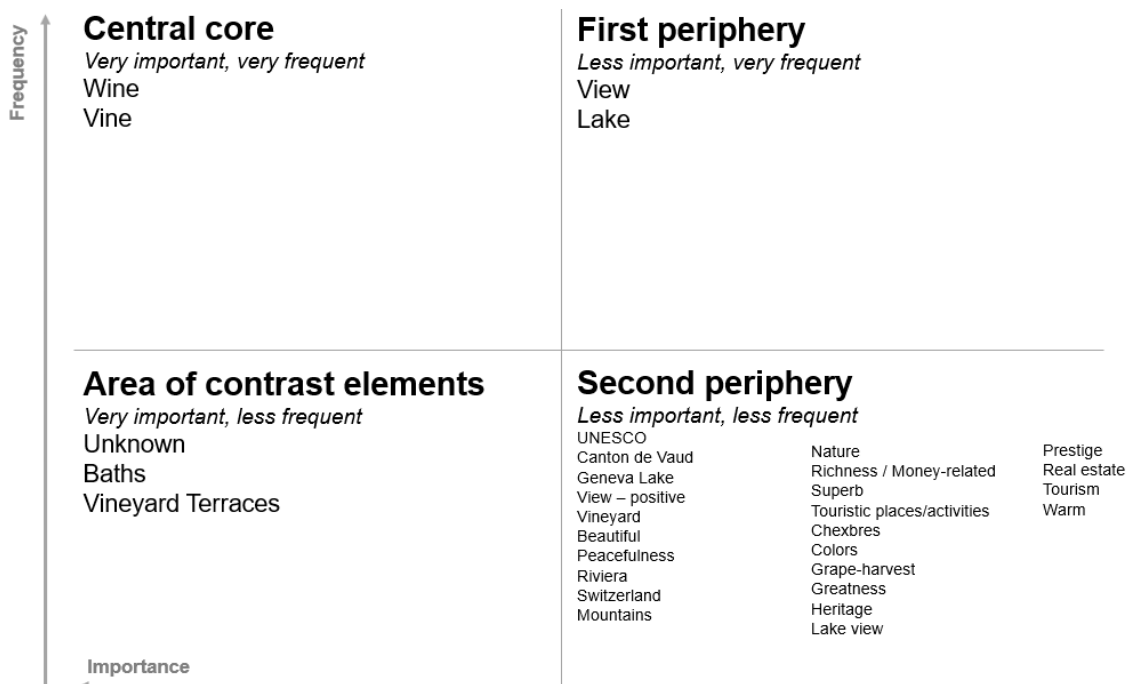 Frequency
Central core
Very important, very frequent
Wine
Vine
First periphery
Less important, very frequent
View
Lake
Area of contrast elements
Very important, less frequent
Unknown
Baths
Vineyard Terraces
Second periphery
Less important, less frequent
UNESCO
Canton de Vaud
Geneva Lake
View – positive
Vineyard
Beautiful
Peacefulness
Riviera
Switzerland
Mountains
Nature
Richness / Money-related
Superb
Touristic places/activities
Chexbres
Colors
Grape-harvest
Greatness
Heritage
Lake view
Prestige
Real estate
Tourism
Warm
Importance